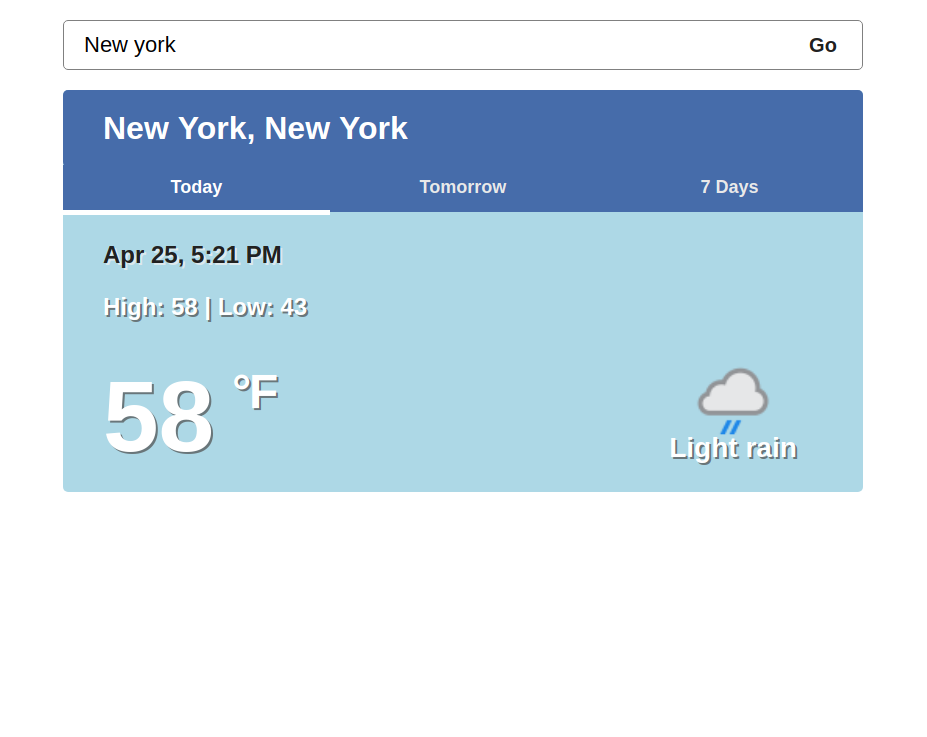 New york
Go
New York, New York
Today
Tomorrow
7 Days
Apr 25, 5:21 PM
High: 58 | Low: 43
58 °F
Light rain